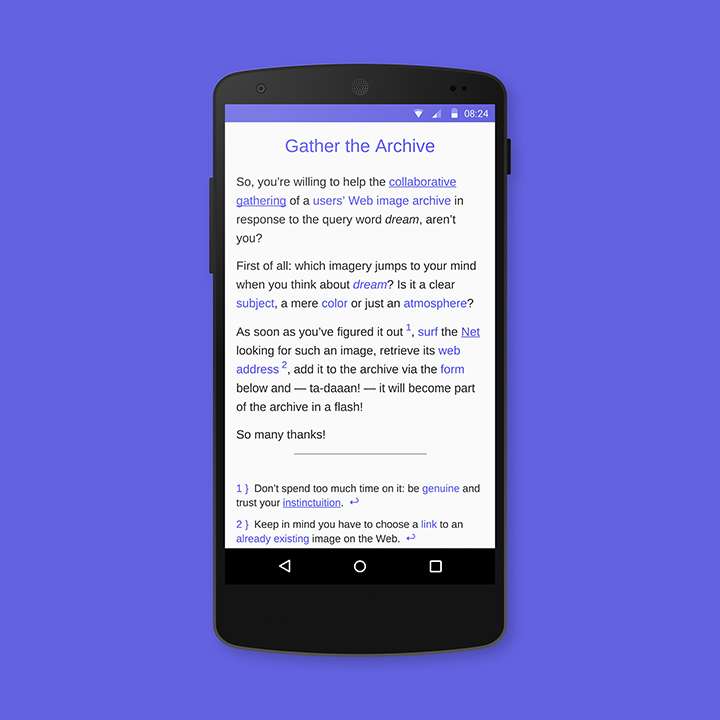 08:24
Gather the Archive
So, you’re willing to help the collaborative
gathering of a users’ Web image archive in
response to the query word dream, aren’t
you?
First of all: which imagery jumps to your mind
when you think about dream? Is it a clear
subject, a mere color or just an atmosphere?
As soon as you’ve figured it out 1, surf the Net
looking for such an image, retrieve its web
address 2, add it to the archive via the form
below and — ta-daaan! — it will become part
of the archive in a flash!
So many thanks!
1 } Don’t spend too much time on it: be genuine and
trust your instinctuition. ↩
2 } Keep in mind you have to choose a link to an
already existing image on the Web. ↩